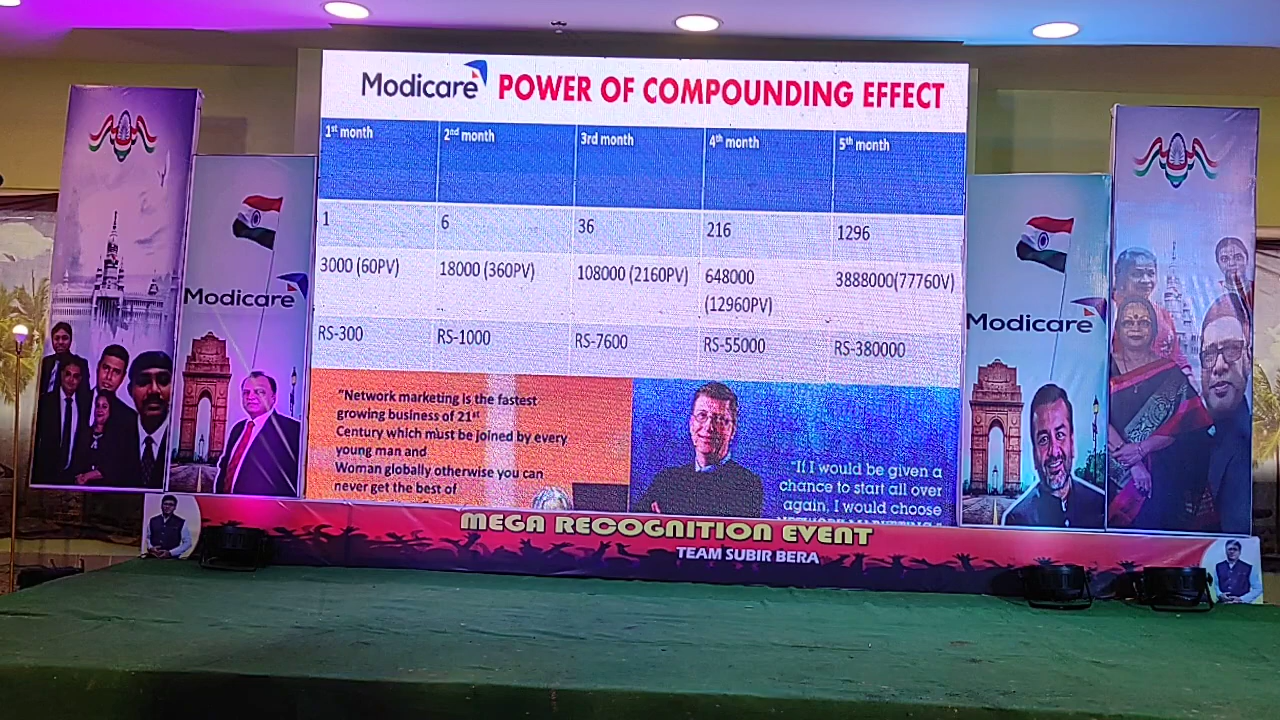 Modicare POWER OF COMPOUNDING EFFECT
1st month 2nd month 3rd month 4th month 5th month
1 6 36 216 1296
3000 (60PV) 18000 (360PV) 108000 (2160PV) 648000 3888000(77760V)
(12960PV)
RS-300 RS-1000 RS-7600 RS-55000 RS-380000
"Network marketing is the fastest
growing business of 21st
Century which must be joined by every
young man and
Woman globally otherwise you can
never get the best of
"If I would be given a
chance to start all over
again, I would choose
Modicare
Modicare
MEGA RECOGNITION EVENT
TEAM SUBIR BERA